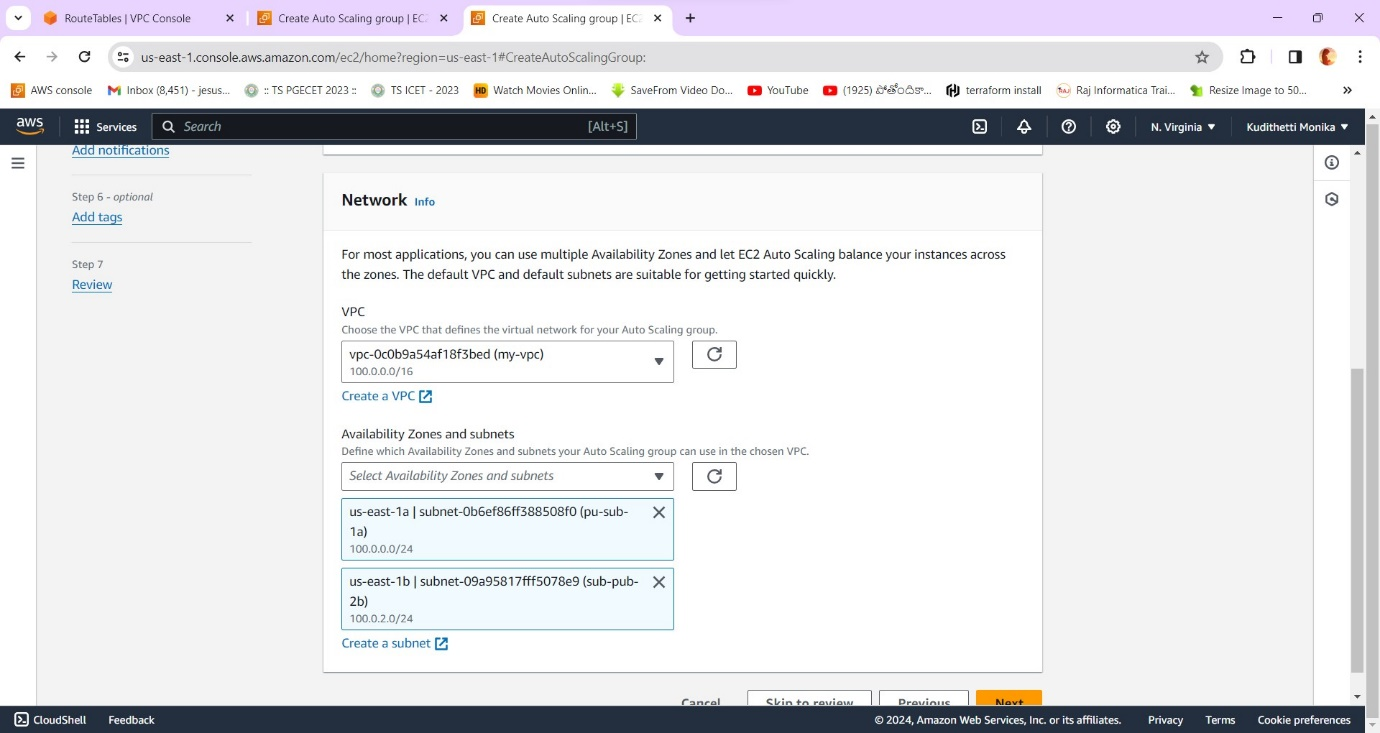 RouteTables | VPC Console
Create Auto Scaling group | EC
Create Auto Scaling group | EC
us-east-1.console.aws.amazon.com/ec2/home?region=us-east-1#CreateAutoScalingGroup:
AWS console
Inbox (8,451) - jesus...
:: TS PGECET 2023 ::
TS ICET - 2023
HD
Watch Movies Onlin...
SaveFrom Video Do...
YouTube
terraform install
Raj Informatica Trai...
Resize Image to 50...
aws
Services
Search
[Alt+S]
N. Virginia
Kudithetti Monika
Add notifications
Step 6 - optional
Add tags
Step 7
Review
Network Info
For most applications, you can use multiple Availability Zones and let EC2 Auto Scaling balance your instances across
the zones. The default VPC and default subnets are suitable for getting started quickly.
VPC
Choose the VPC that defines the virtual network for your Auto Scaling group.
vpc-0c0b9a54af18f3bed (my-vpc)
100.0.0.0/16
Create a VPC
Availability Zones and subnets
Define which Availability Zones and subnets your Auto Scaling group can use in the chosen VPC.
Select Availability Zones and subnets
us-east-1a | subnet-0b6ef86ff388508f0 (pu-sub-
1a)
100.0.0.0/24
us-east-1b | subnet-09a95817fff5078e9 (sub-pub-
2b)
100.0.2.0/24
Create a subnet
Cancel
Skip to review
Previous
Next
CloudShell
Feedback
© 2024, Amazon Web Services, Inc. or its affiliates.
Privacy
Terms
Cookie preferences